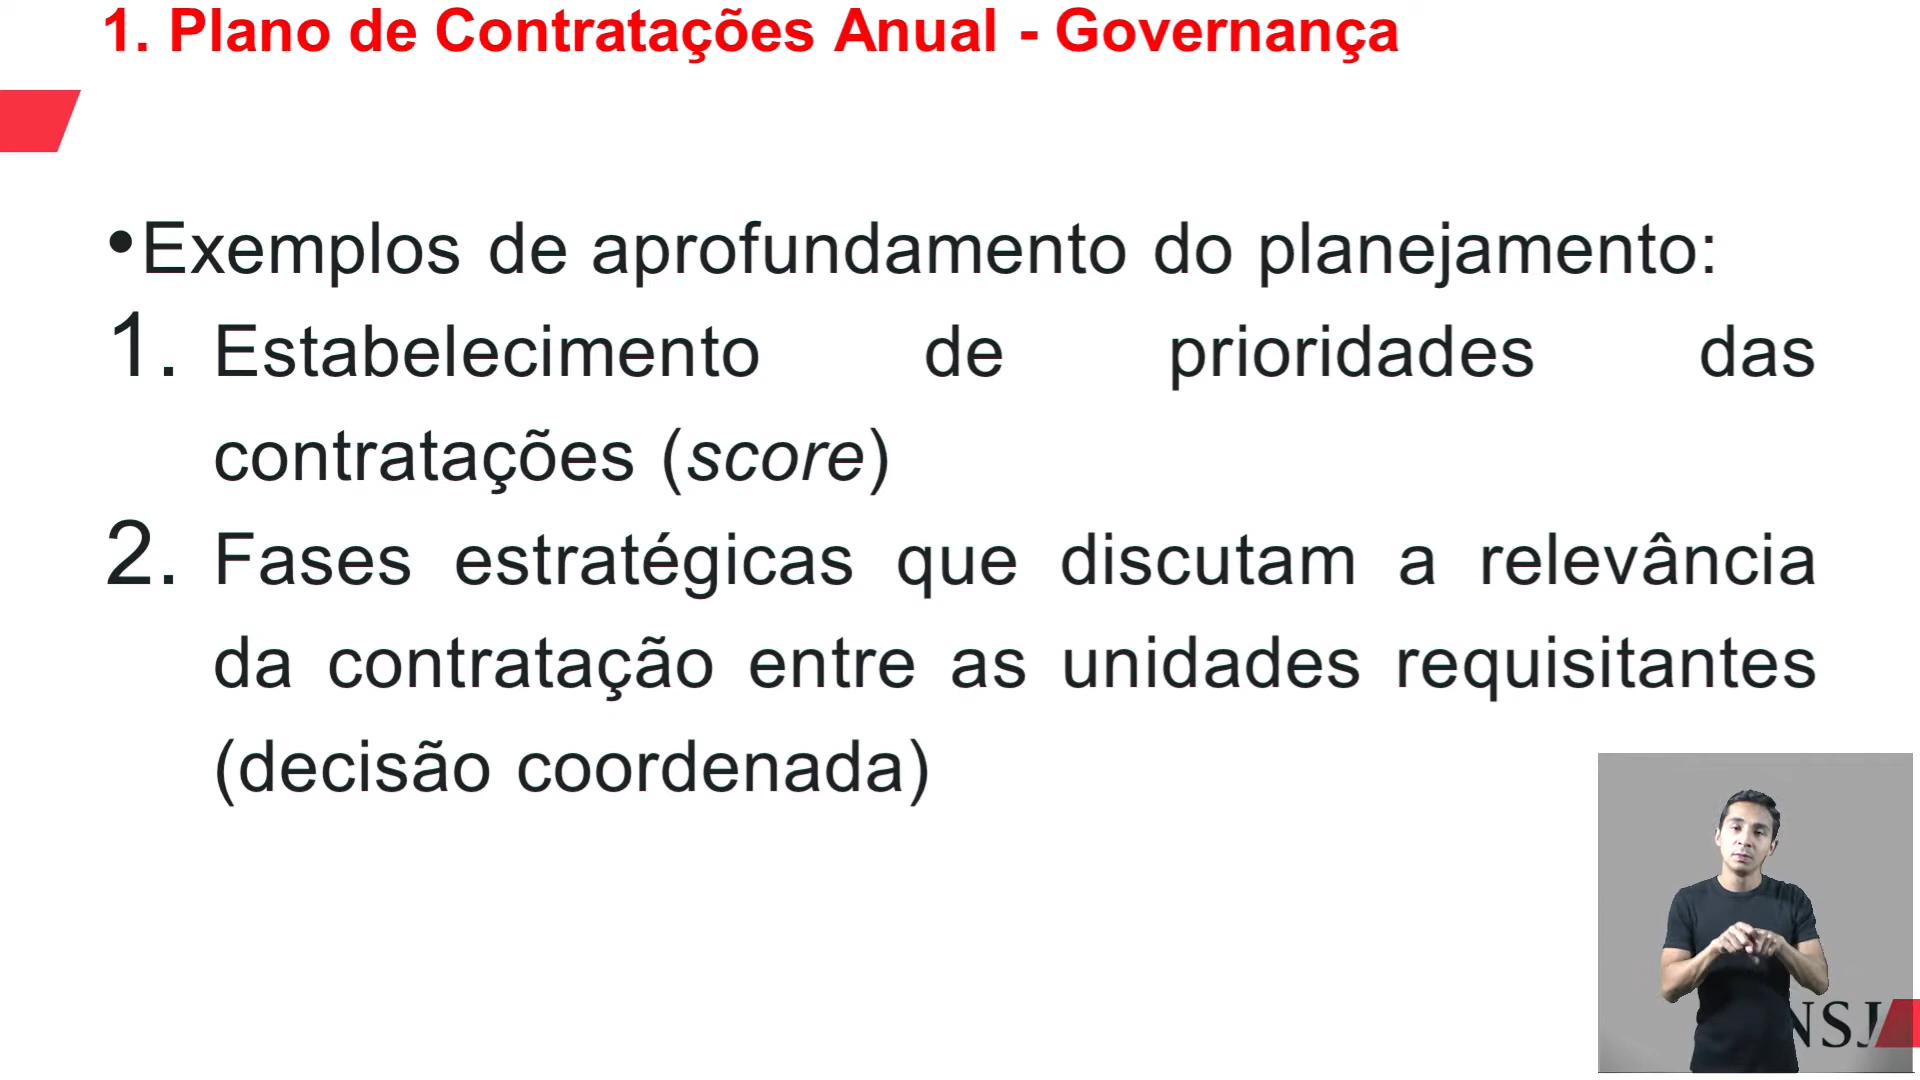 1. Plano de Contratações Anual - Governança
•Exemplos de aprofundamento do planejamento:
1. Estabelecimento de prioridades das
contratações (score)
2. Fases estratégicas que discutam a relevância
da contratação entre as unidades requisitantes
(decisão coordenada)
NSJ